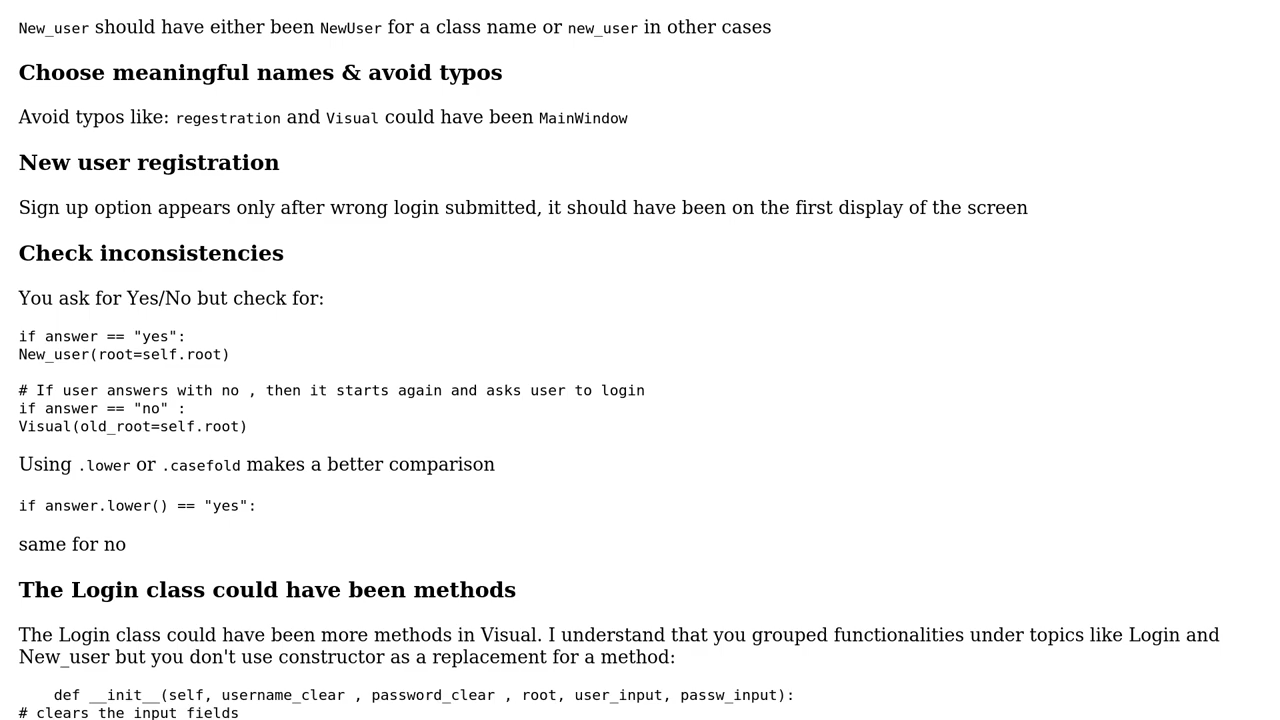 New_user should have either been NewUser for a class name or new_user in other cases
Choose meaningful names & avoid typos
Avoid typos like: regestration and Visual could have been MainWindow
New user registration
Sign up option appears only after wrong login submitted, it should have been on the first display of the screen
Check inconsistencies
You ask for Yes/No but check for:
if answer == "yes":
New_user(root=self.root)
# If user answers with no , then it starts again and asks user to login
if answer == "no" :
Visual(old_root=self.root)
Using .lower or .casefold makes a better comparison
if answer.lower() == "yes":
same for no
The Login class could have been methods
The Login class could have been more methods in Visual. I understand that you grouped functionalities under topics like Login and
New_user but you don't use constructor as a replacement for a method:
    def __init__(self, username_clear , password_clear , root, user_input, passw_input):
# clears the input fields